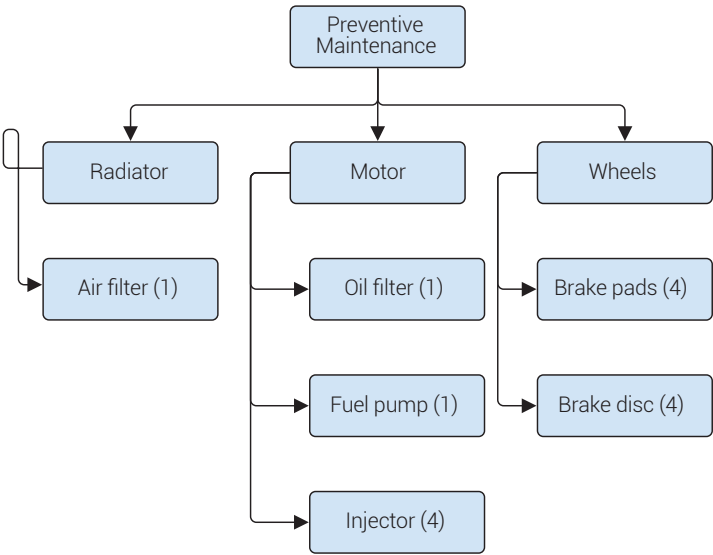 Preventive
Maintenance
Radiator
Motor
Wheels
Air filter (1)
Oil filter (1)
Brake pads (4)
Fuel pump (1)
Brake disc (4)
Injector (4)